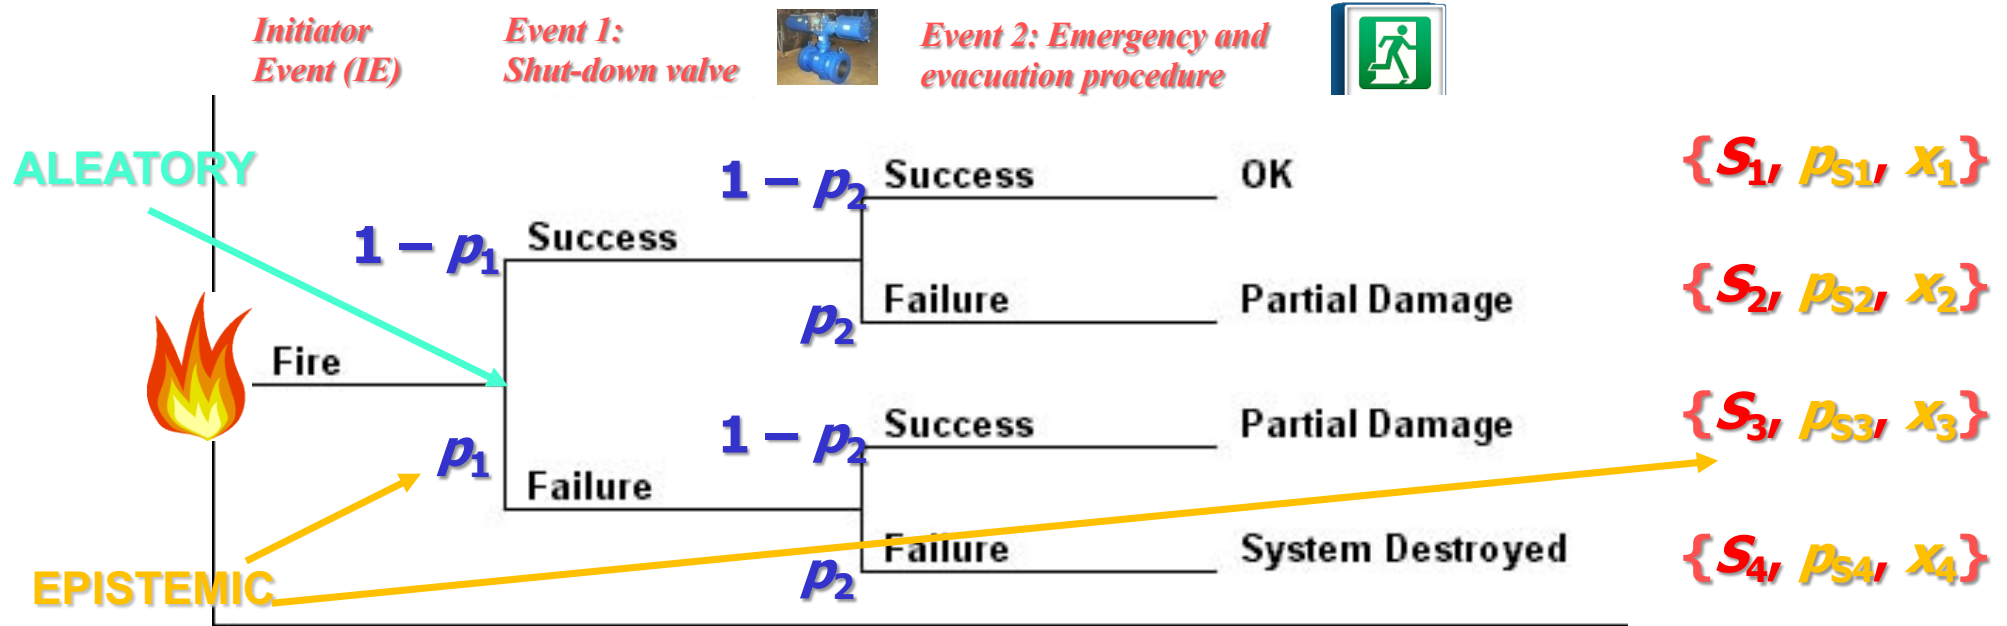 Initiator
Event (IE)
Event 1:
Shut-down valve
Event 2: Emergency and
evacuation procedure
ALEATORY
1 – p₂
Success
OK
{S₁, pS₁, x₁}
1 – p₁
Success
p₂
Failure
Partial Damage
{S₂, pS₂, x₂}
Fire
1 – p₂
Success
Partial Damage
{S₃, pS₃, x₃}
p₁
Failure
p₂
Failure
System Destroyed
{S₄, pS₄, x₄}
EPISTEMIC